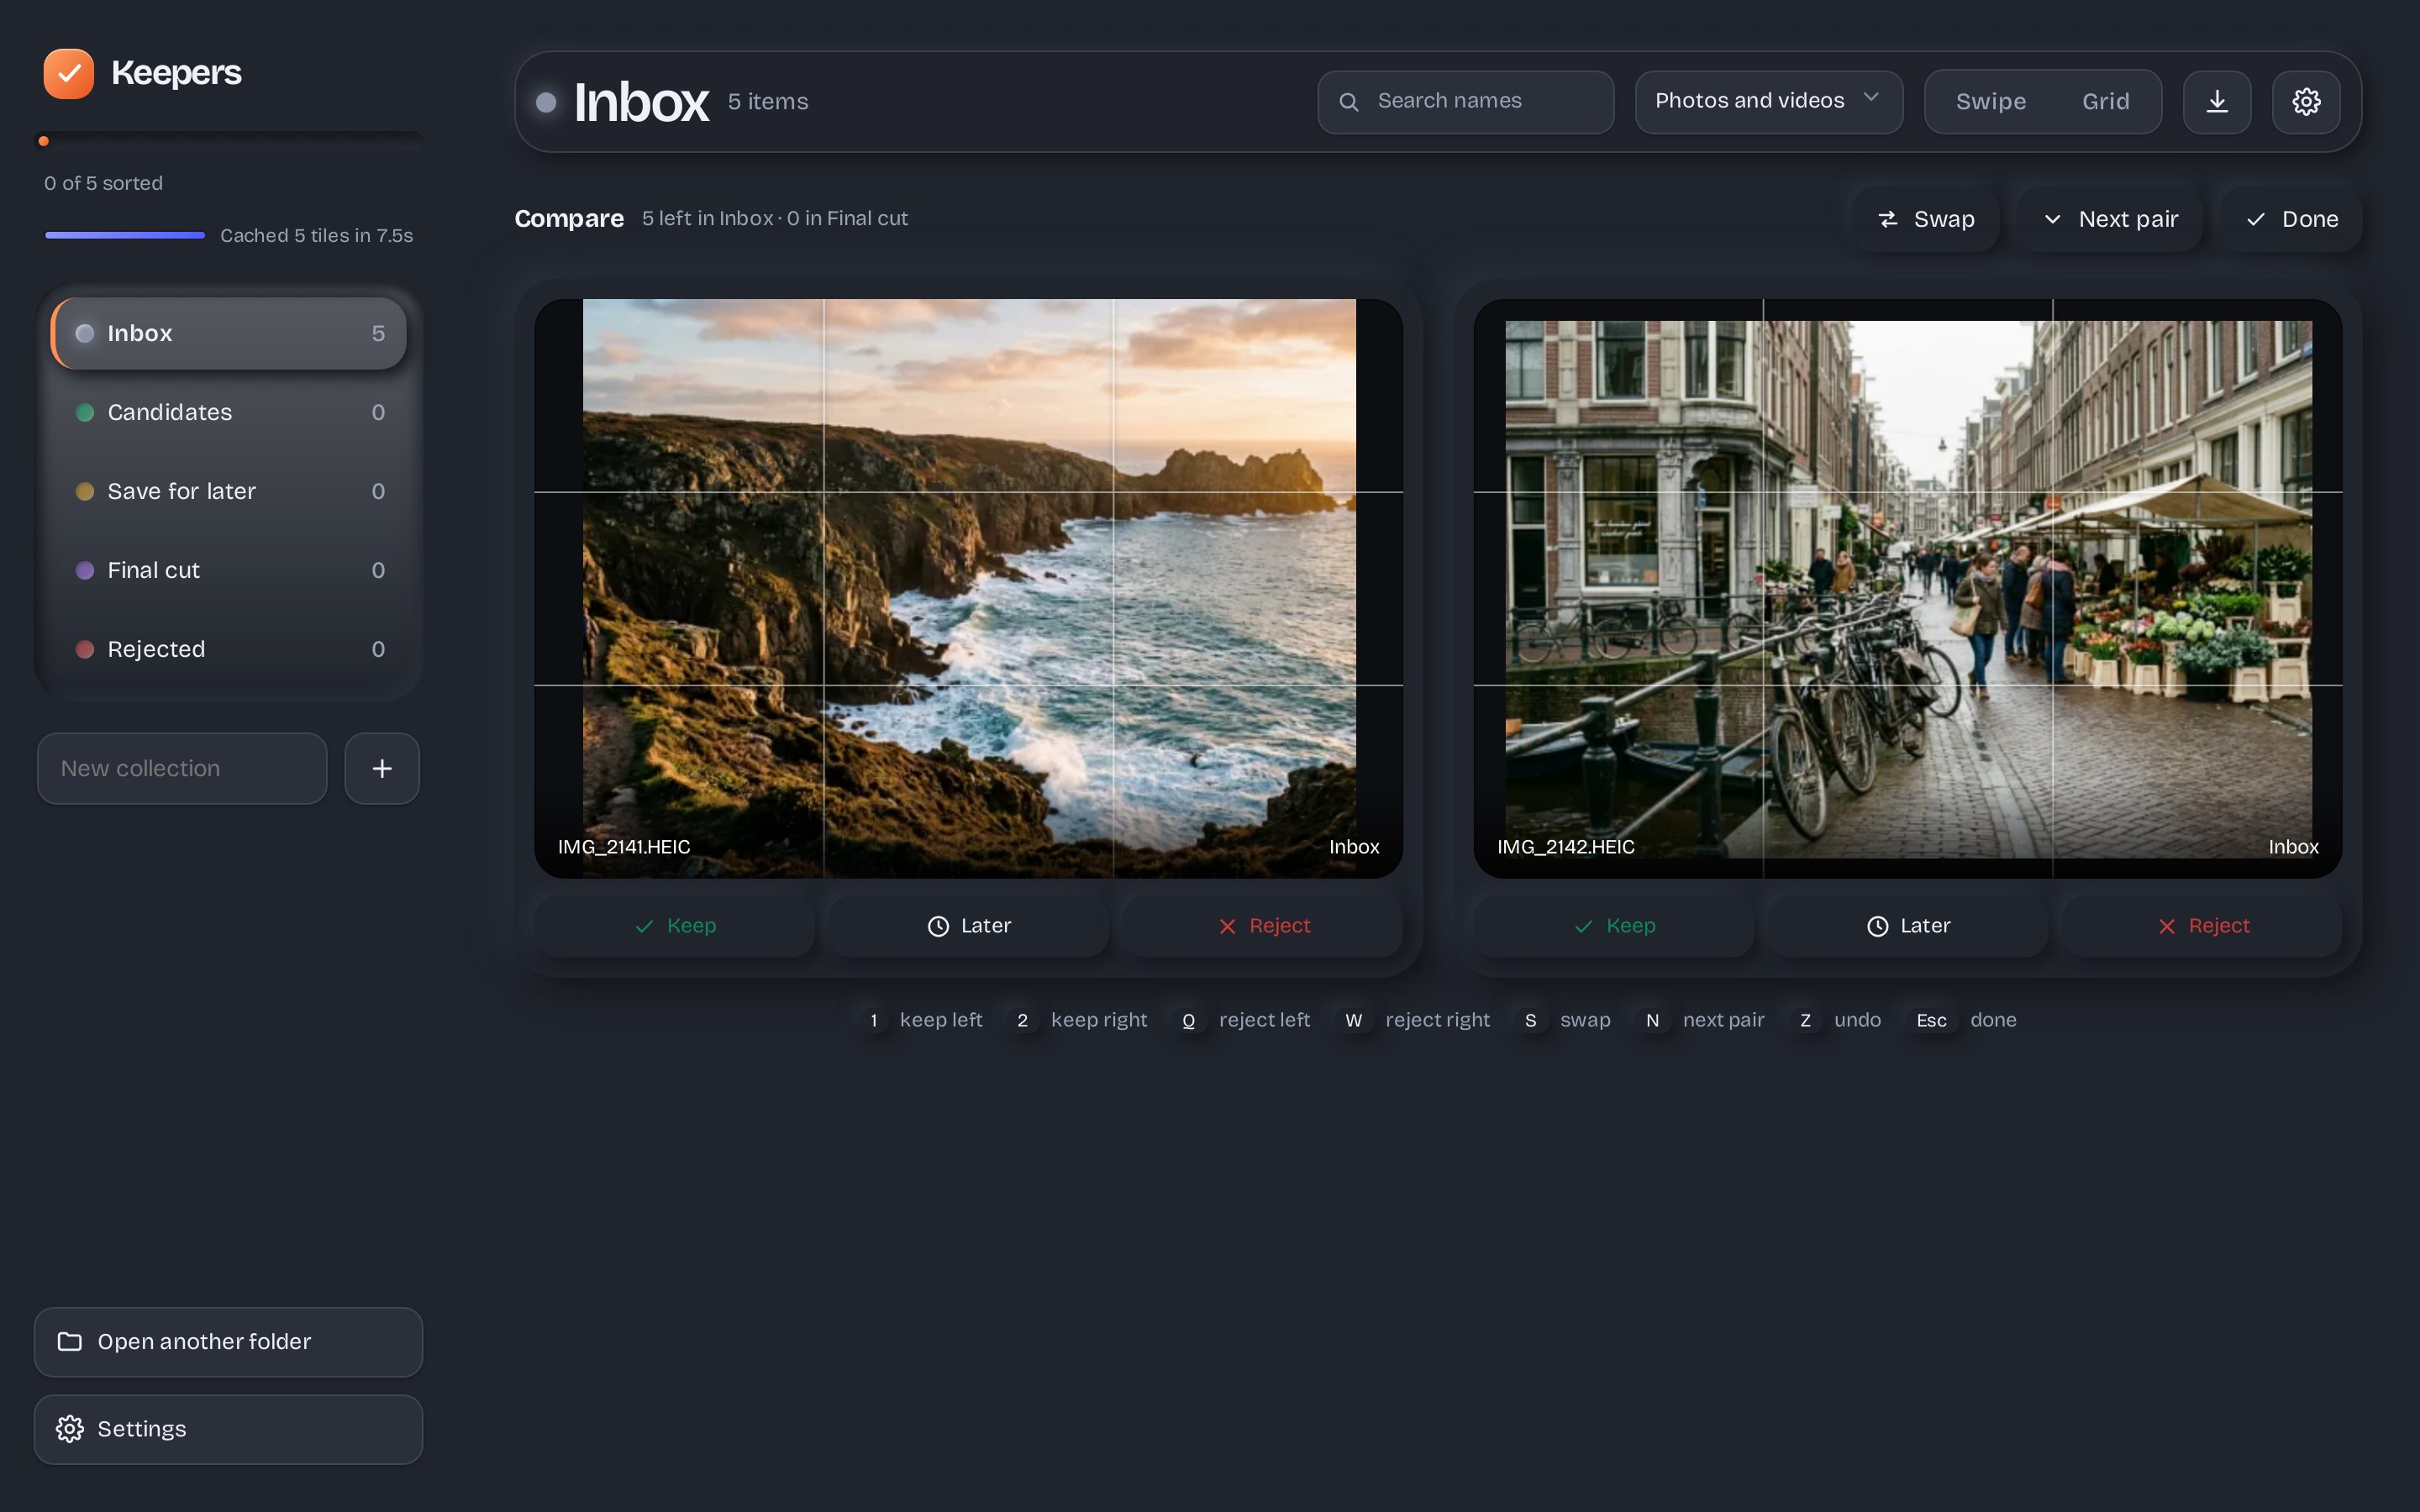 Keepers
0 of 5 sorted
Cached 5 tiles in 7.5s
Inbox 5
Candidates 0
Save for later 0
Final cut 0
Rejected 0
New collection
Open another folder
Settings
Inbox 5 items
Search names
Photos and videos
Swipe Grid
Compare 5 left in Inbox · 0 in Final cut
Swap Next pair Done
IMG_2141.HEIC Inbox
IMG_2142.HEIC Inbox
Keep Later Reject
Keep Later Reject
1 keep left 2 keep right Q reject left W reject right S swap N next pair Z undo Esc done